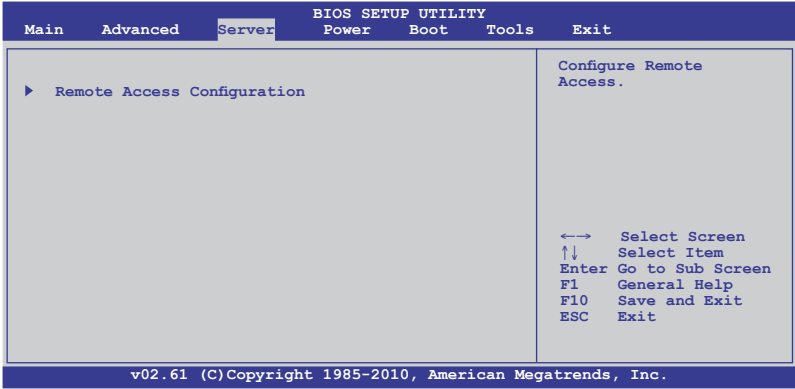 BIOS SETUP UTILITY
Main Advanced Server Power Boot Tools Exit
Remote Access Configuration
Configure Remote
Access.
←→ Select Screen
↑↓ Select Item
Enter Go to Sub Screen
F1 General Help
F10 Save and Exit
ESC Exit
v02.61 (C)Copyright 1985-2010, American Megatrends, Inc.